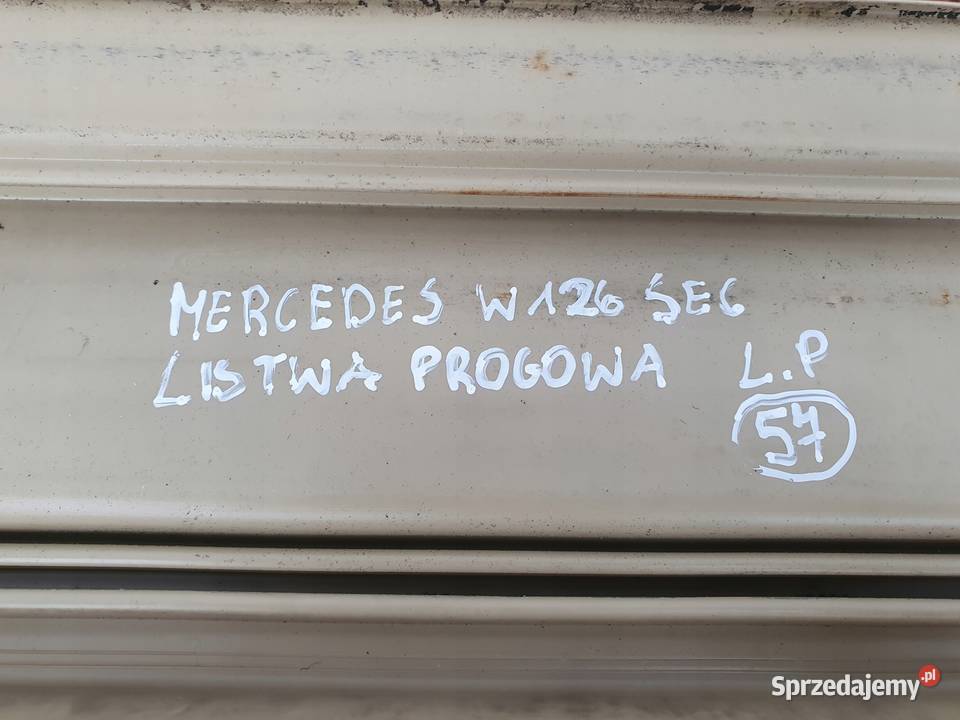 MERCEDES W126 SEC
LISTWA PROGOWA L.P
57
Sprzedajemy.pl